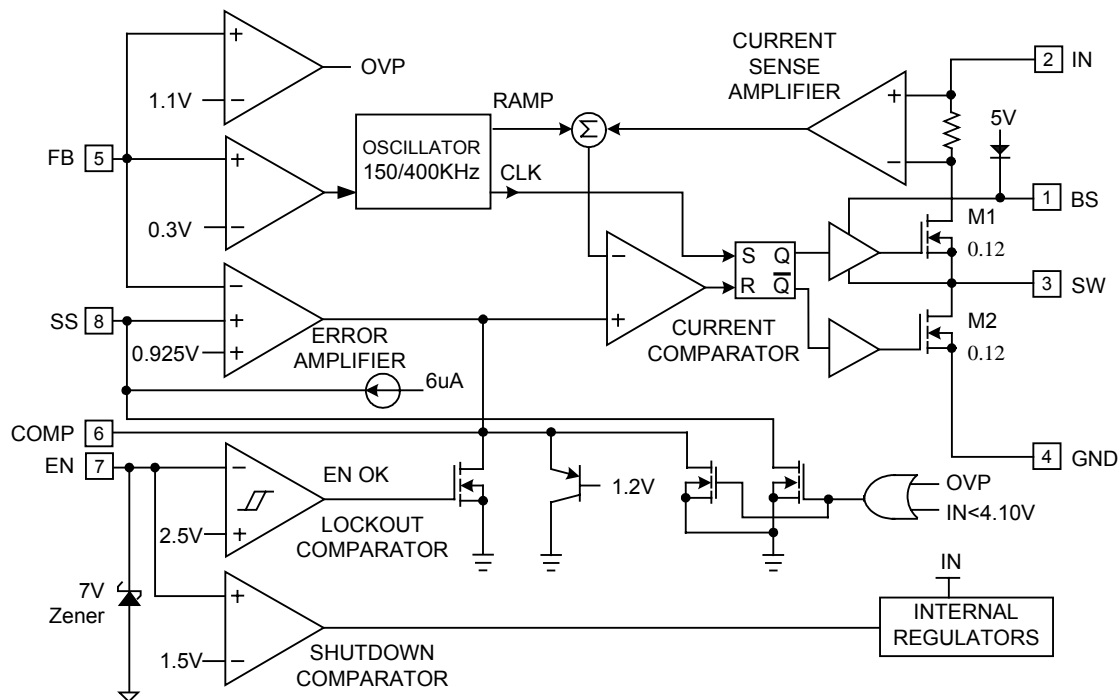 +
OVP
1.1V
−
CURRENT
SENSE
AMPLIFIER
+
−
2 IN
5V
RAMP
Σ
OSCILLATOR
150/400KHz
CLK
FB 5
+
0.3V
−
1 BS
M1
0.12
S Q
R Q̅
−
+
CURRENT
COMPARATOR
3 SW
M2
0.12
SS 8
−
+
0.925V
+
ERROR
AMPLIFIER
6uA
COMP 6
EN 7
−
EN OK
2.5V
+
LOCKOUT
COMPARATOR
1.2V
4 GND
OVP
IN<4.10V
7V
Zener
+
1.5V
−
SHUTDOWN
COMPARATOR
IN
INTERNAL
REGULATORS